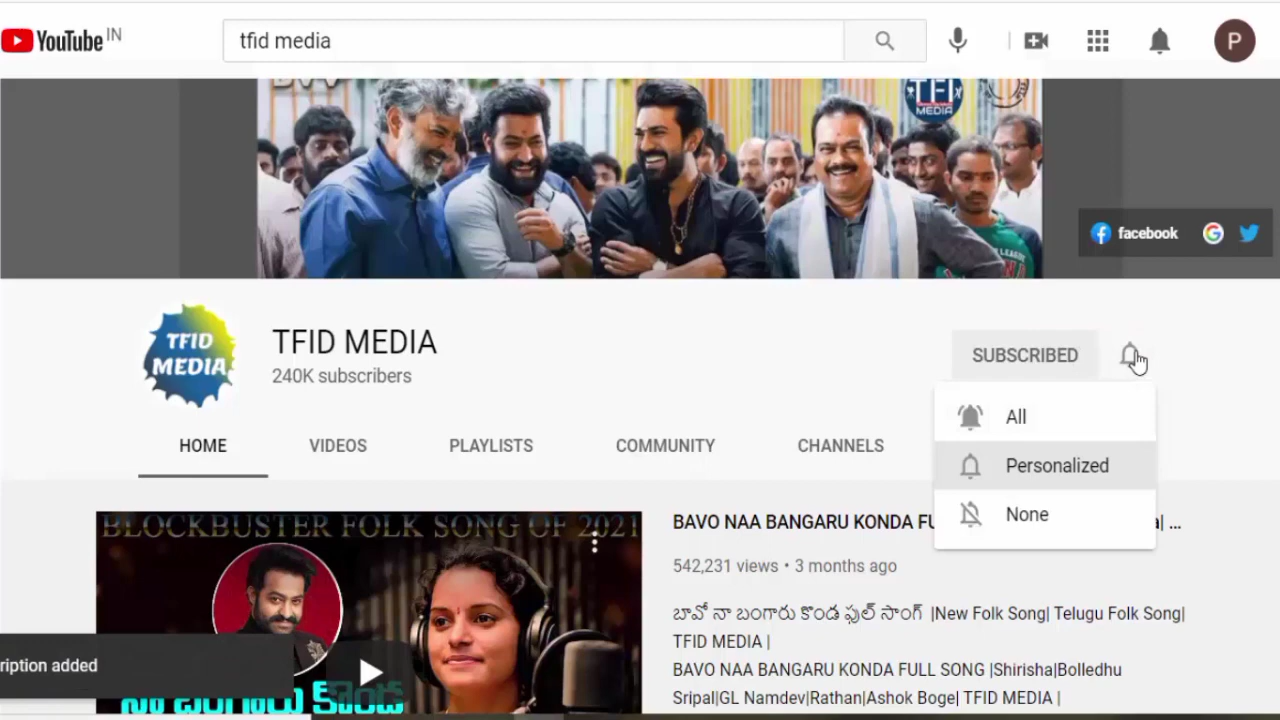 YouTube IN
tfid media
P
TFI
MEDIA
facebook
TFID
MEDIA
TFID MEDIA
240K subscribers
SUBSCRIBED
All
Personalized
None
HOME
VIDEOS
PLAYLISTS
COMMUNITY
CHANNELS
BLOCKBUSTER FOLK SONG OF 2021
BAVO NAA BANGARU KONDA FU
...
542,231 views • 3 months ago
బావో నా బంగారు కొండ ఫుల్ సాంగ్ |New Folk Song| Telugu Folk Song|
TFID MEDIA |
BAVO NAA BANGARU KONDA FULL SONG |Shirisha|Bolledhu
Sripal|GL Namdev|Rathan|Ashok Boge| TFID MEDIA |
ription added
నా బంగారు కొండ